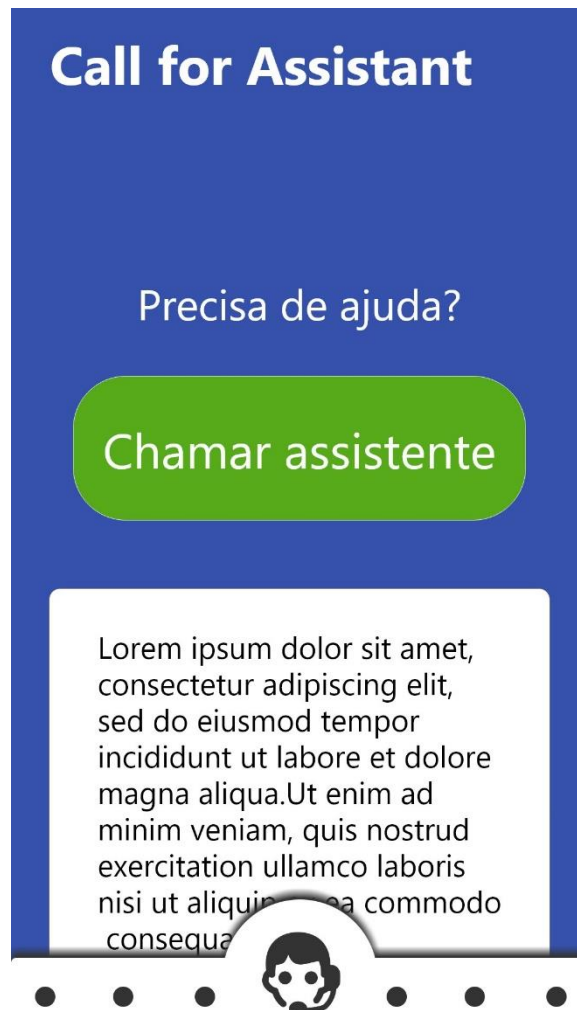 Call for Assistant
Precisa de ajuda?
Chamar assistente
Lorem ipsum dolor sit amet,
consectetur adipiscing elit,
sed do eiusmod tempor
incididunt ut labore et dolore
magna aliqua.Ut enim ad
minim veniam, quis nostrud
exercitation ullamco laboris
nisi ut commodo